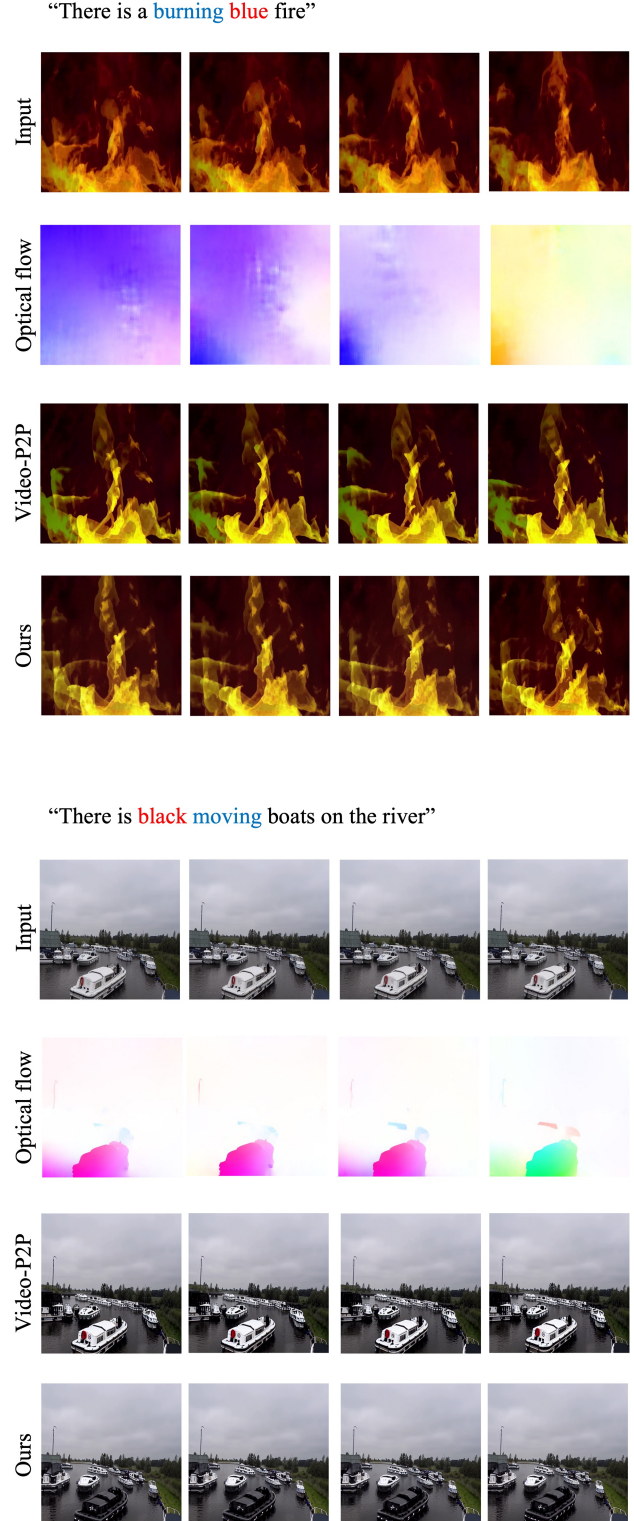 “There is a burning blue fire”
Input
Optical flow
Video-P2P
Ours
“There is black moving boats on the river”
Input
Optical flow
Video-P2P
Ours